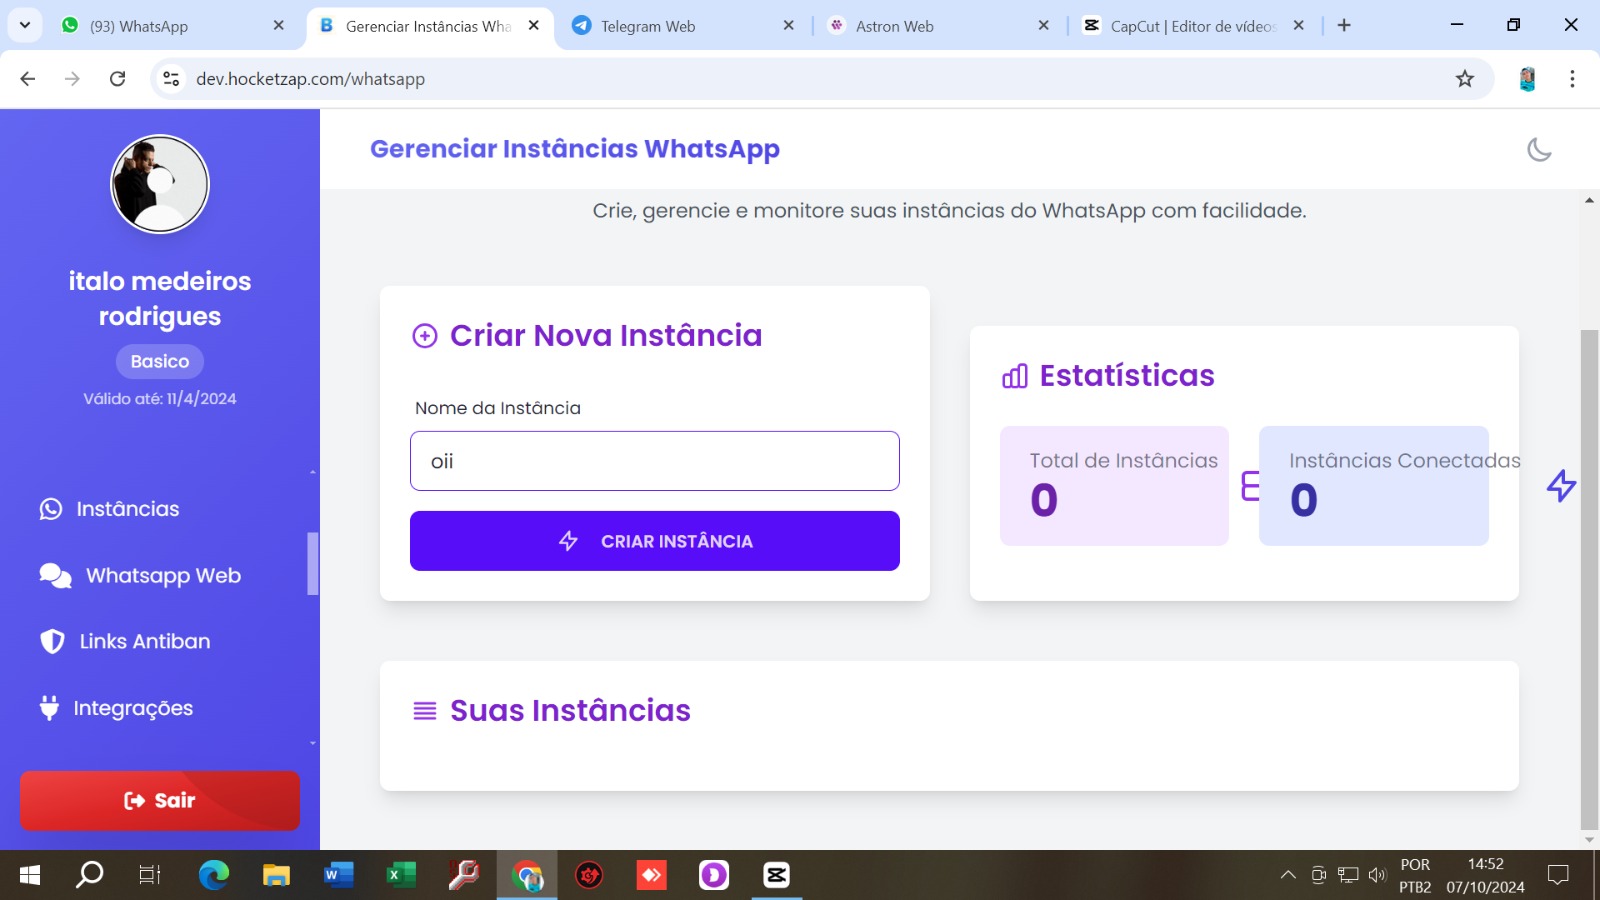 (93) WhatsApp
Gerenciar Instâncias Wha
Telegram Web
Astron Web
CapCut | Editor de vídeos
dev.hocketzap.com/whatsapp
italo medeiros
rodrigues
Basico
Válido até: 11/4/2024
Instâncias
Whatsapp Web
Links Antiban
Integrações
Sair
Gerenciar Instâncias WhatsApp
Crie, gerencie e monitore suas instâncias do WhatsApp com facilidade.
Criar Nova Instância
Nome da Instância
oii
CRIAR INSTÂNCIA
Estatísticas
Total de Instâncias
0
Instâncias Conectadas
0
Suas Instâncias
POR
PTB2
14:52
07/10/2024